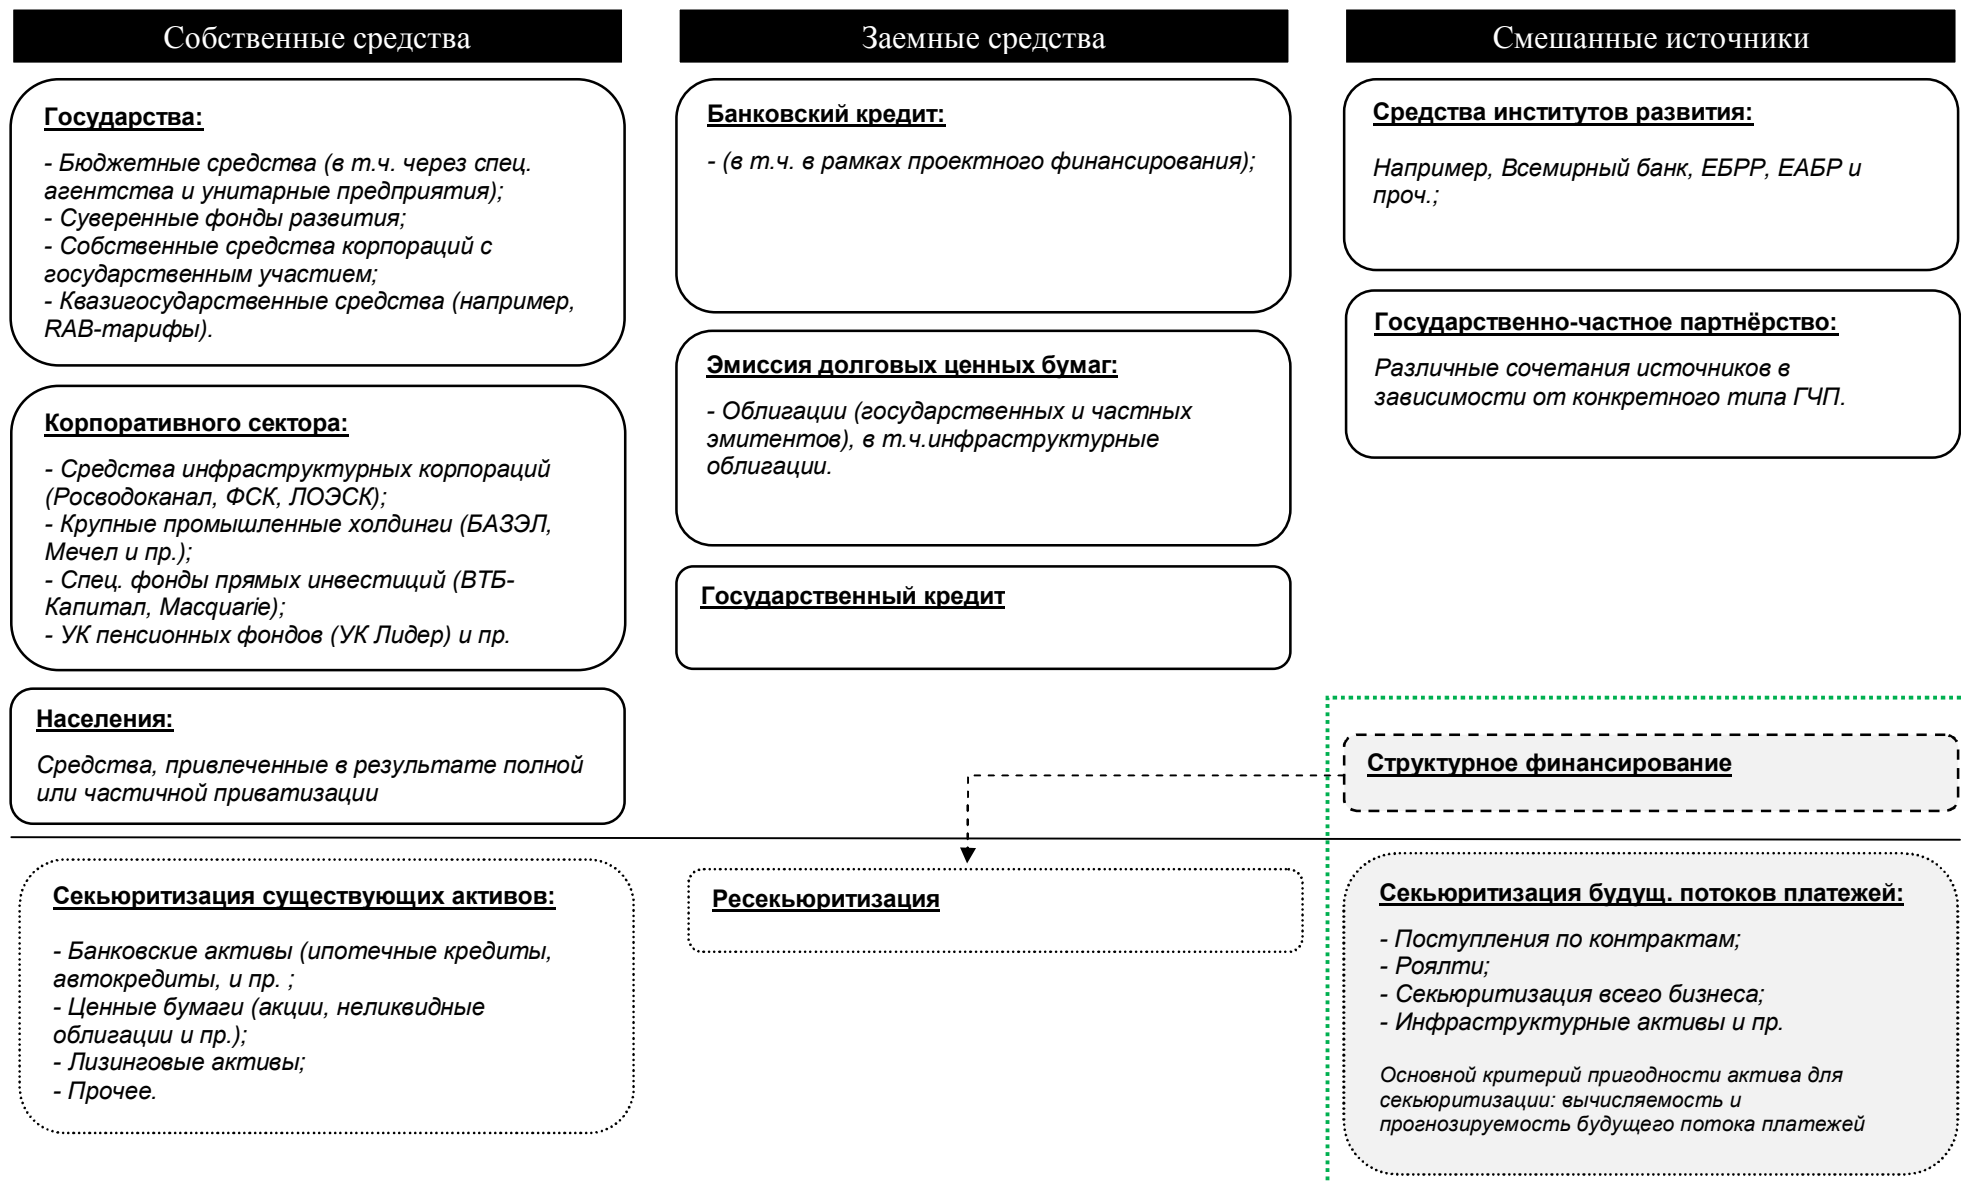 Собственные средства
Государства:
- Бюджетные средства (в т.ч. через спец.
агентства и унитарные предприятия);
- Суверенные фонды развития;
- Собственные средства корпораций с
государственным участием;
- Квазигосударственные средства (например,
RAB-тарифы).
Корпоративного сектора:
- Средства инфраструктурных корпораций
(Росводоканал, ФСК, ЛОЭСК);
- Крупные промышленные холдинги (БАЗЭЛ,
Мечел и пр.);
- Спец. фонды прямых инвестиций (ВТБ-
Капитал, Macquarie);
- УК пенсионных фондов (УК Лидер) и пр.
Населения:
Средства, привлеченные в результате полной
или частичной приватизации
Заемные средства
Банковский кредит:
- (в т.ч. в рамках проектного финансирования);
Эмиссия долговых ценных бумаг:
- Облигации (государственных и частных
эмитентов), в т.ч.инфраструктурные
облигации.
Государственный кредит
Смешанные источники
Средства институтов развития:
Например, Всемирный банк, ЕБРР, ЕАБР и
проч.;
Государственно-частное партнёрство:
Различные сочетания источников в
зависимости от конкретного типа ГЧП.
Структурное финансирование
Секьюритизация существующих активов:
- Банковские активы (ипотечные кредиты,
автокредиты, и пр. ;
- Ценные бумаги (акции, неликвидные
облигации и пр.);
- Лизинговые активы;
- Прочее.
Ресекьюритизация
Секьюритизация будущ. потоков платежей:
- Поступления по контрактам;
- Роялти;
- Секьюритизация всего бизнеса;
- Инфраструктурные активы и пр.
Основной критерий пригодности актива для
секьюритизации: вычисляемость и
прогнозируемость будущего потока платежей